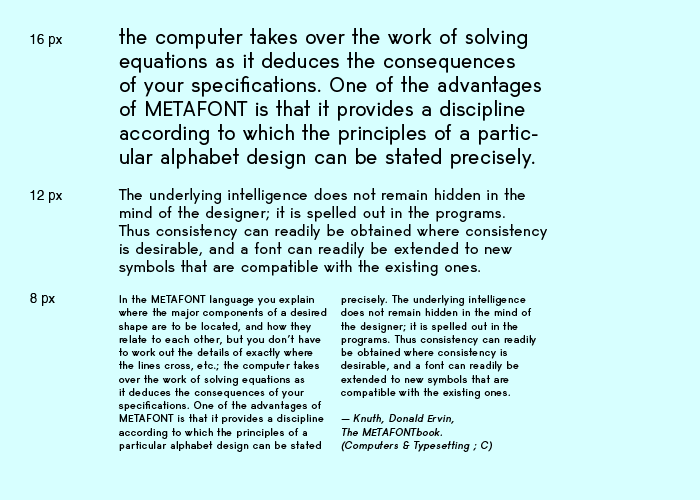 16 px
the computer takes over the work of solving
equations as it deduces the consequences
of your specifications. One of the advantages
of METAFONT is that it provides a discipline
according to which the principles of a partic-
ular alphabet design can be stated precisely.
12 px
The underlying intelligence does not remain hidden in the
mind of the designer; it is spelled out in the programs.
Thus consistency can readily be obtained where consistency
is desirable, and a font can readily be extended to new
symbols that are compatible with the existing ones.
8 px
In the METAFONT language you explain
where the major components of a desired
shape are to be located, and how they
relate to each other, but you don't have
to work out the details of exactly where
the lines cross, etc.; the computer takes
over the work of solving equations as
it deduces the consequences of your
specifications. One of the advantages of
METAFONT is that it provides a discipline
according to which the principles of a
particular alphabet design can be stated
precisely. The underlying intelligence
does not remain hidden in the mind of
the designer; it is spelled out in the
programs. Thus consistency can readily
be obtained where consistency is
desirable, and a font can readily be
extended to new symbols that are
compatible with the existing ones.
— Knuth, Donald Ervin,
The METAFONTbook.
(Computers & Typesetting ; C)